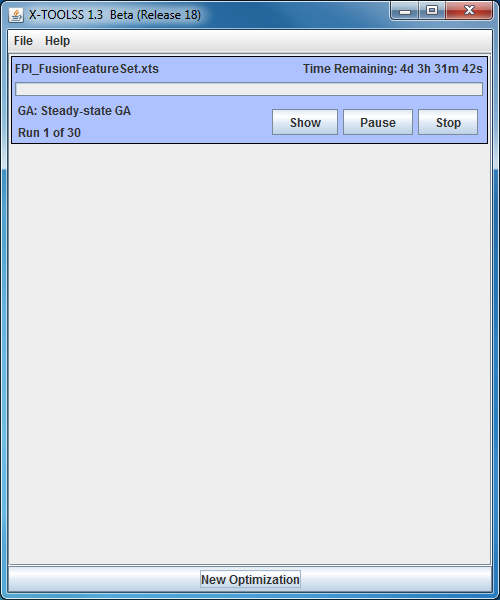 X-TOOLSS 1.3  Beta (Release 18)
File Help
FPI_FusionFeatureSet.xts Time Remaining: 4d 3h 31m 42s
GA: Steady-state GA
Run 1 of 30
Show Pause Stop
New Optimization